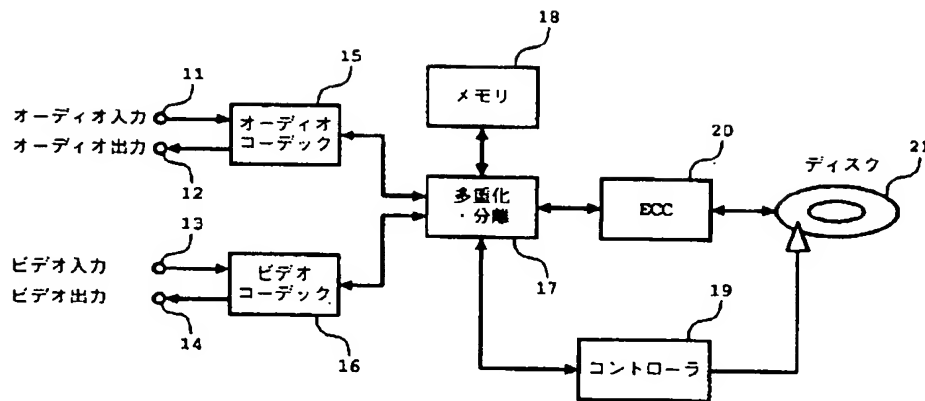 18
15
メモリ
11
オーディオ入力
オーディオ
コーデック
オーディオ出力
12
20
ディスク
21
多重化
・分離
ECC
13
17
ビデオ入力
ビデオ
コーデック
ビデオ出力
14
16
19
コントローラ